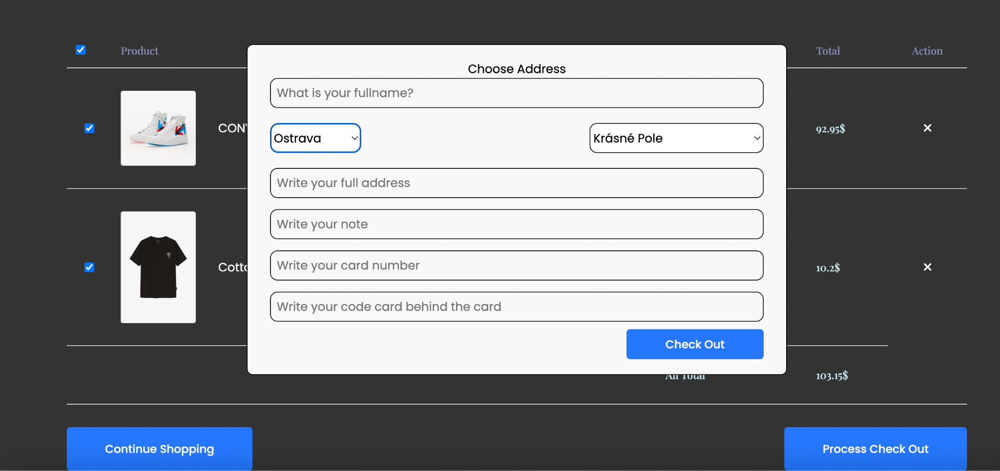 Product
Total
Action
Choose Address
What is your fullname?
CON
92.95$
Ostrava
Krásné Pole
Write your full address
Write your note
Write your card number
Cott
10.2$
Write your code card behind the card
Check Out
All Total
103.15$
Continue Shopping
Process Check Out